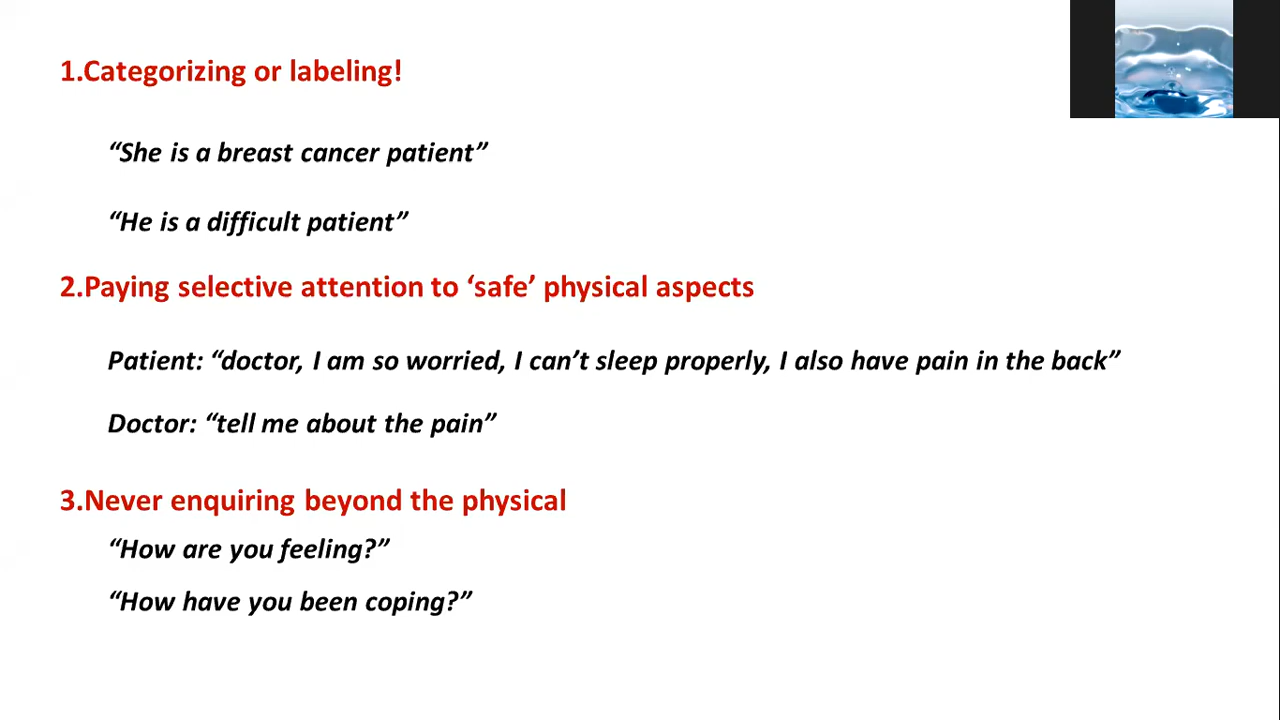 1.Categorizing or labeling!
“She is a breast cancer patient”
“He is a difficult patient”
2.Paying selective attention to ‘safe’ physical aspects
Patient: “doctor, I am so worried, I can’t sleep properly, I also have pain in the back”
Doctor: “tell me about the pain”
3.Never enquiring beyond the physical
“How are you feeling?”
“How have you been coping?”